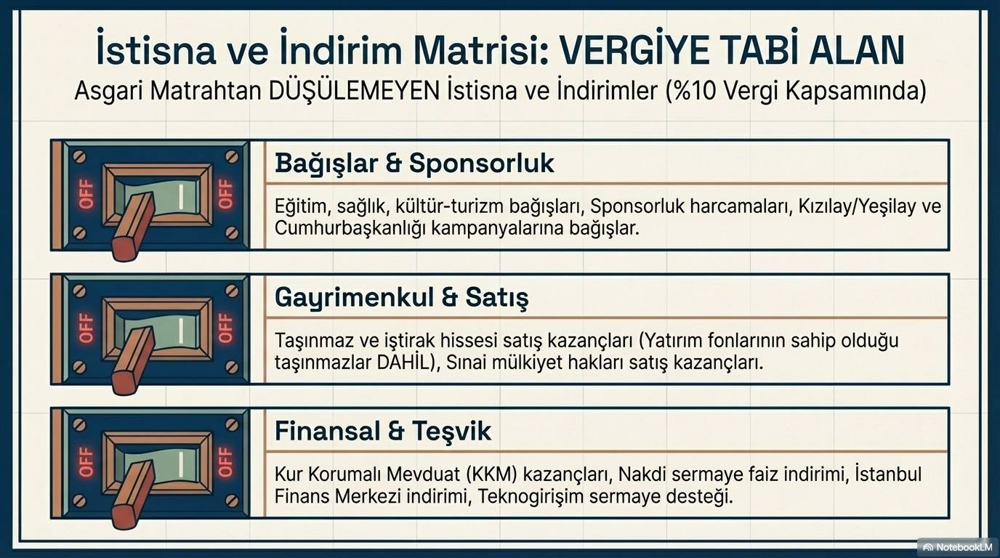 İstisna ve İndirim Matrisi: VERGİYE TABİ ALAN
Asgari Matrahtan DÜŞÜLEMEYEN İstisna ve İndirimler (%10 Vergi Kapsamında)
OFF
OFF
Bağışlar & Sponsorluk
Eğitim, sağlık, kültür-turizm bağışları, Sponsorluk harcamaları, Kızılay/Yeşilay ve
Cumhurbaşkanlığı kampanyalarına bağışlar.
OFF
OFF
Gayrimenkul & Satış
Taşınmaz ve iştirak hissesi satış kazançları (Yatırım fonlarının sahip olduğu
taşınmazlar DAHİL), Sınai mülkiyet hakları satış kazançları.
OFF
OFF
Finansal & Teşvik
Kur Korumalı Mevduat (KKM) kazançları, Nakdi sermaye faiz indirimi, İstanbul
Finans Merkezi indirimi, Teknogirişim sermaye desteği.
NotebookLM